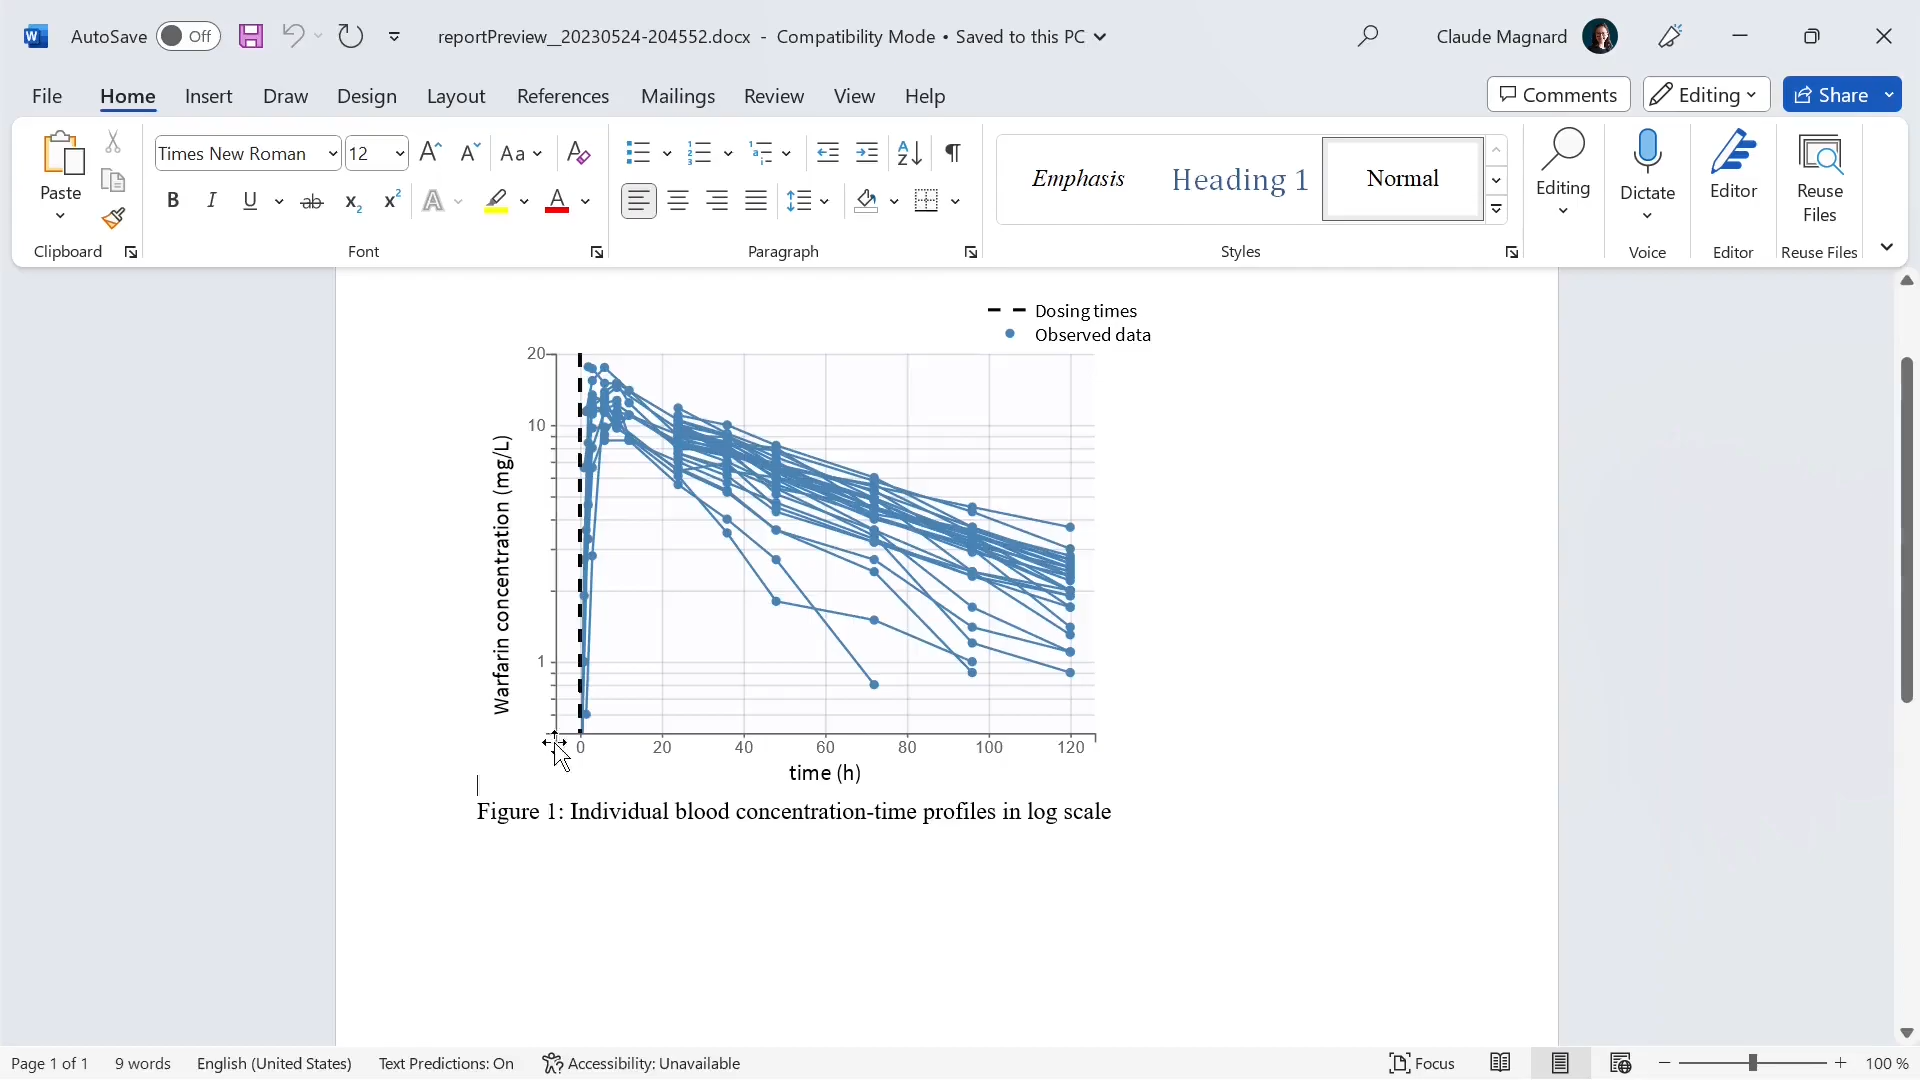 AutoSave Off reportPreview_20230524-204552.docx - Compatibility Mode • Saved to this PC Claude Magnard
File Home Insert Draw Design Layout References Mailings Review View Help Comments Editing Share
Paste
Clipboard
Times New Roman 12 Aa
B I U ab x₂ x² A A
Font
Paragraph
Emphasis Heading 1 Normal
Styles
Editing
Dictate
Voice
Editor
Editor
Reuse
Files
Reuse Files
Dosing times
Observed data
20
10
1
Warfarin concentration (mg/L)
0 20 40 60 80 100 120
time (h)
Figure 1: Individual blood concentration-time profiles in log scale
Page 1 of 1 9 words English (United States) Text Predictions: On Accessibility: Unavailable Focus 100 %